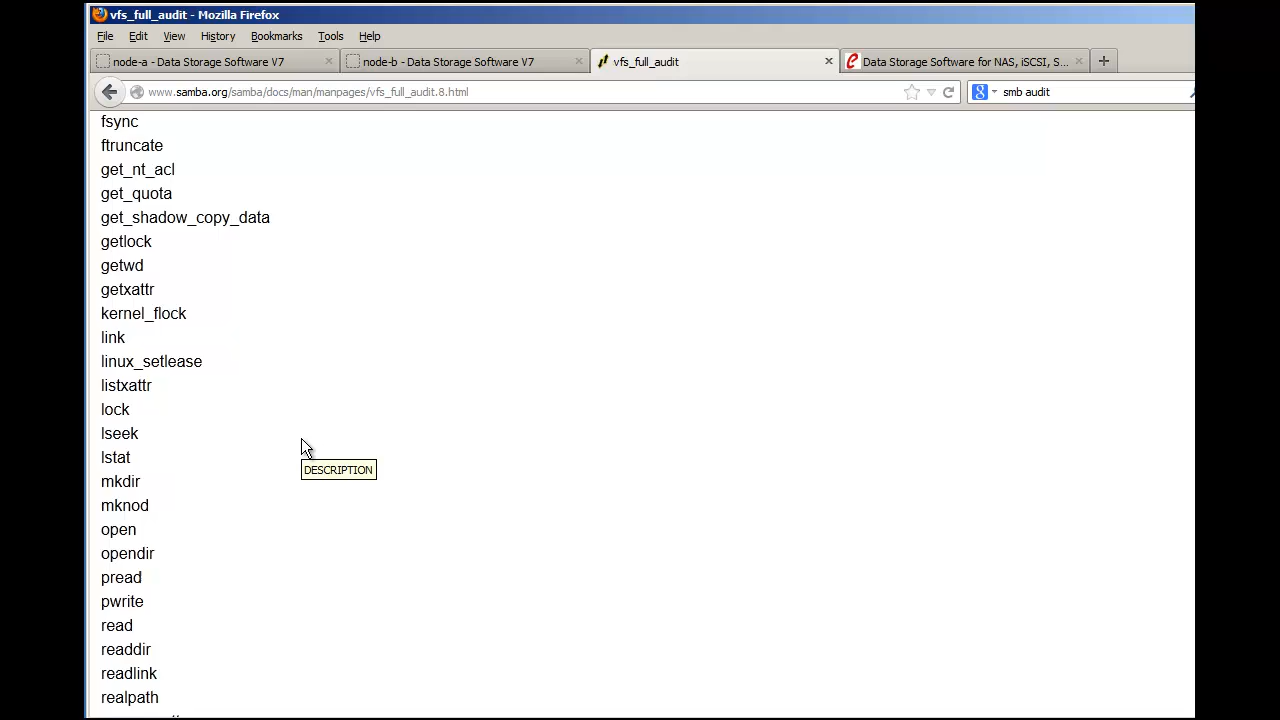 vfs_full_audit - Mozilla Firefox
File Edit View History Bookmarks Tools Help
node-a - Data Storage Software V7 node-b - Data Storage Software V7 vfs_full_audit Data Storage Software for NAS, iSCSI, S...
www.samba.org/samba/docs/man/manpages/vfs_full_audit.8.html smb audit
fsync
ftruncate
get_nt_acl
get_quota
get_shadow_copy_data
getlock
getwd
getxattr
kernel_flock
link
linux_setlease
listxattr
lock
lseek
lstat
DESCRIPTION
mkdir
mknod
open
opendir
pread
pwrite
read
readdir
readlink
realpath